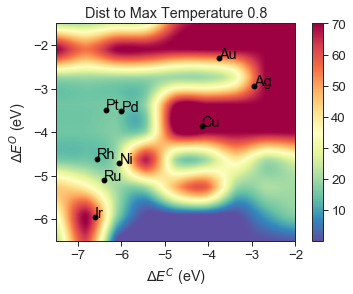 Dist to Max Temperature 0.8
70
60
50
40
30
20
10
−2
−3
−4
−5
−6
ΔE^O (eV)
Au
Ag
Pt Pd
Cu
Rh Ni
Ru
Ir
−7 −6 −5 −4 −3 −2
ΔE^C (eV)